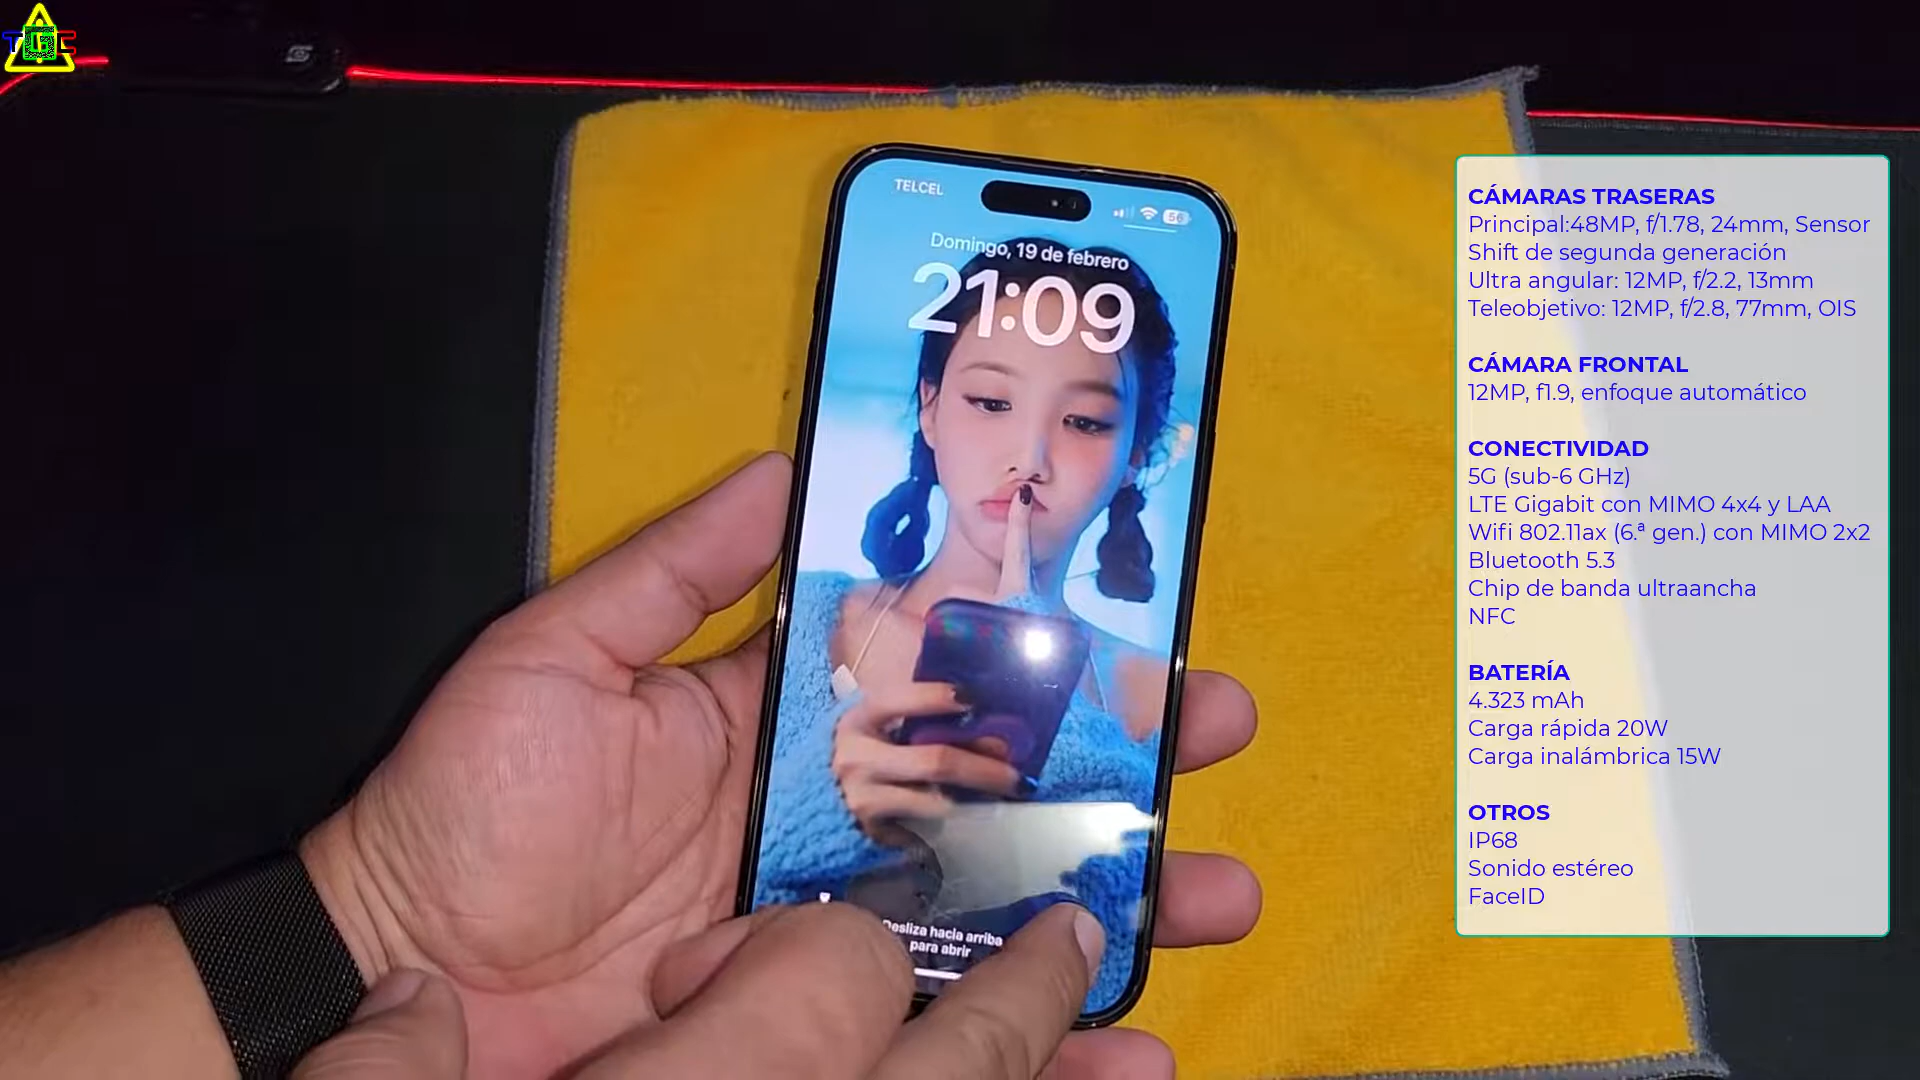 TGC
TELCEL
56
Domingo, 19 de febrero
21:09
Desliza hacia arriba
para abrir
CÁMARAS TRASERAS
Principal:48MP, f/1.78, 24mm, Sensor
Shift de segunda generación
Ultra angular: 12MP, f/2.2, 13mm
Teleobjetivo: 12MP, f/2.8, 77mm, OIS
CÁMARA FRONTAL
12MP, f1.9, enfoque automático
CONECTIVIDAD
5G (sub-6 GHz)
LTE Gigabit con MIMO 4x4 y LAA
Wifi 802.11ax (6.ª gen.) con MIMO 2x2
Bluetooth 5.3
Chip de banda ultraancha
NFC
BATERÍA
4.323 mAh
Carga rápida 20W
Carga inalámbrica 15W
OTROS
IP68
Sonido estéreo
FaceID